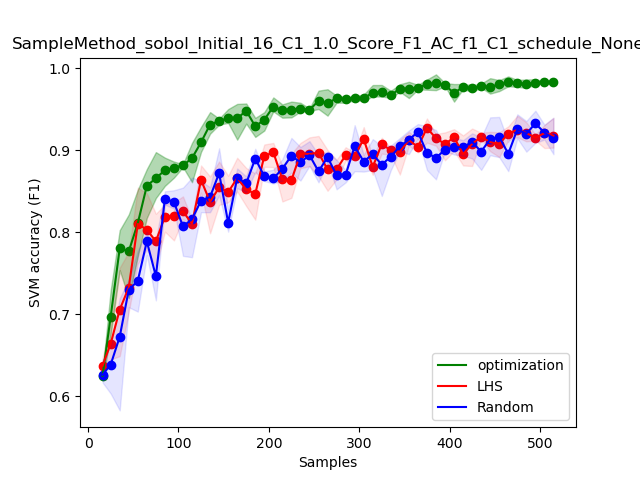 SampleMethod_sobol_Initial_16_C1_1.0_Score_F1_AC_f1_C1_schedule_None
1.0
0.9
0.8
0.7
0.6
SVM accuracy (F1)
optimization
LHS
Random
0 100 200 300 400 500
Samples